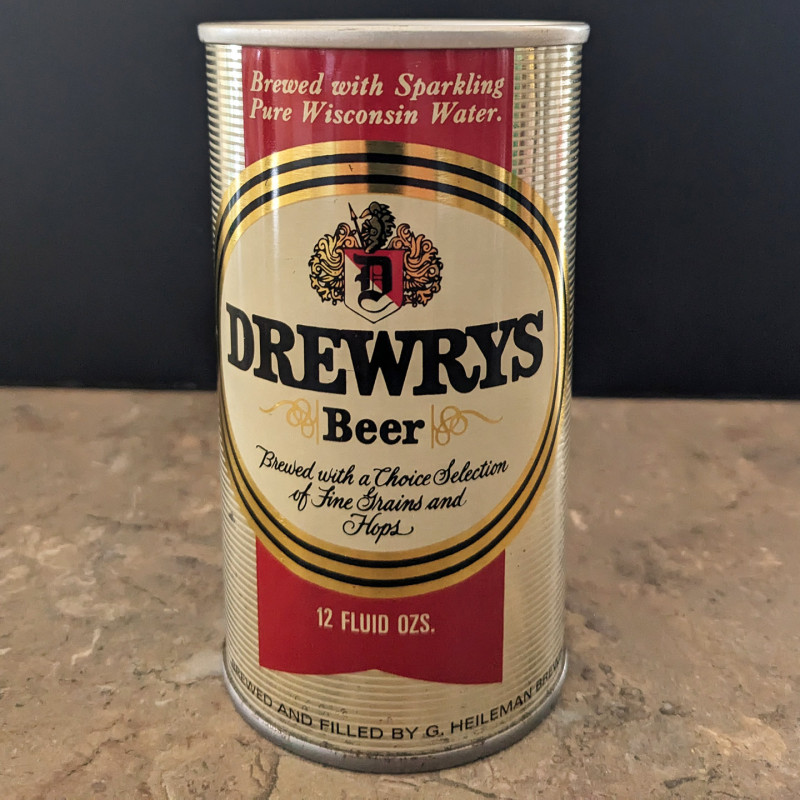 Brewed with Sparkling
Pure Wisconsin Water.
D
DREWRYS
Beer
Brewed with a Choice Selection
of Fine Grains and
Hops
12 FLUID OZS.
BREWED AND FILLED BY G. HEILEMAN